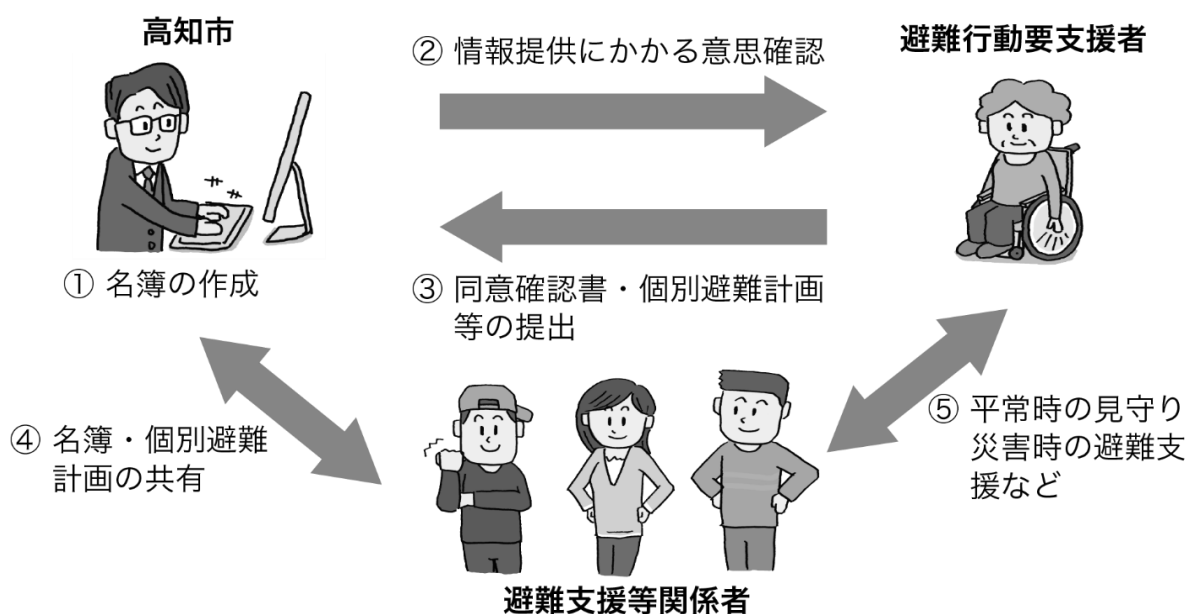 高知市
② 情報提供にかかる意思確認
避難行動要支援者
① 名簿の作成
③ 同意確認書・個別避難計画
等の提出
④ 名簿・個別避難
計画の共有
⑤ 平常時の見守り
災害時の避難支
援など
避難支援等関係者